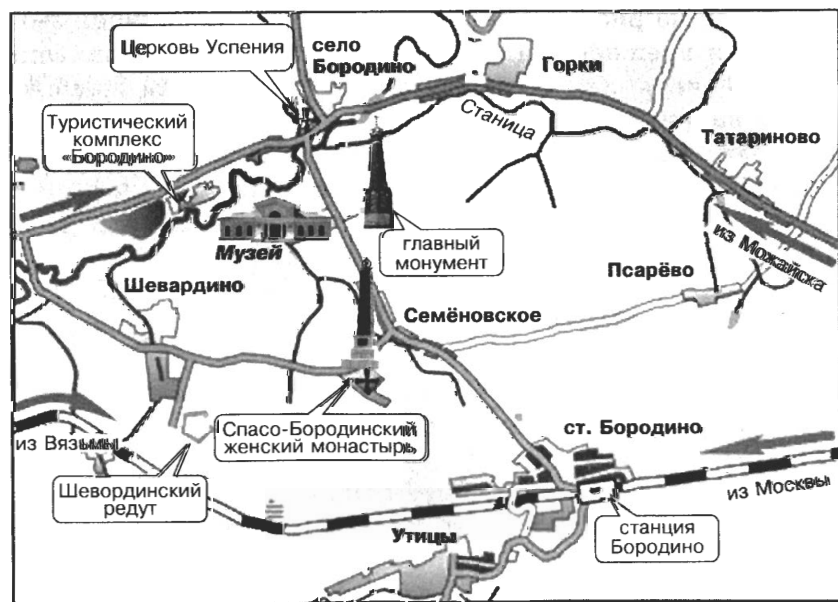 Церковь Успения
село
Бородино
Горки
Станица
Туристический
комплекс
«Бородино»
Татариново
из Можайска
главный
монумент
Музей
Псарёво
Шевардино
Семёновское
Спасо-Бородинский
женский монастырь
из Вязьмы
ст. Бородино
из Москвы
Шевординский
редут
Утицы
станция
Бородино